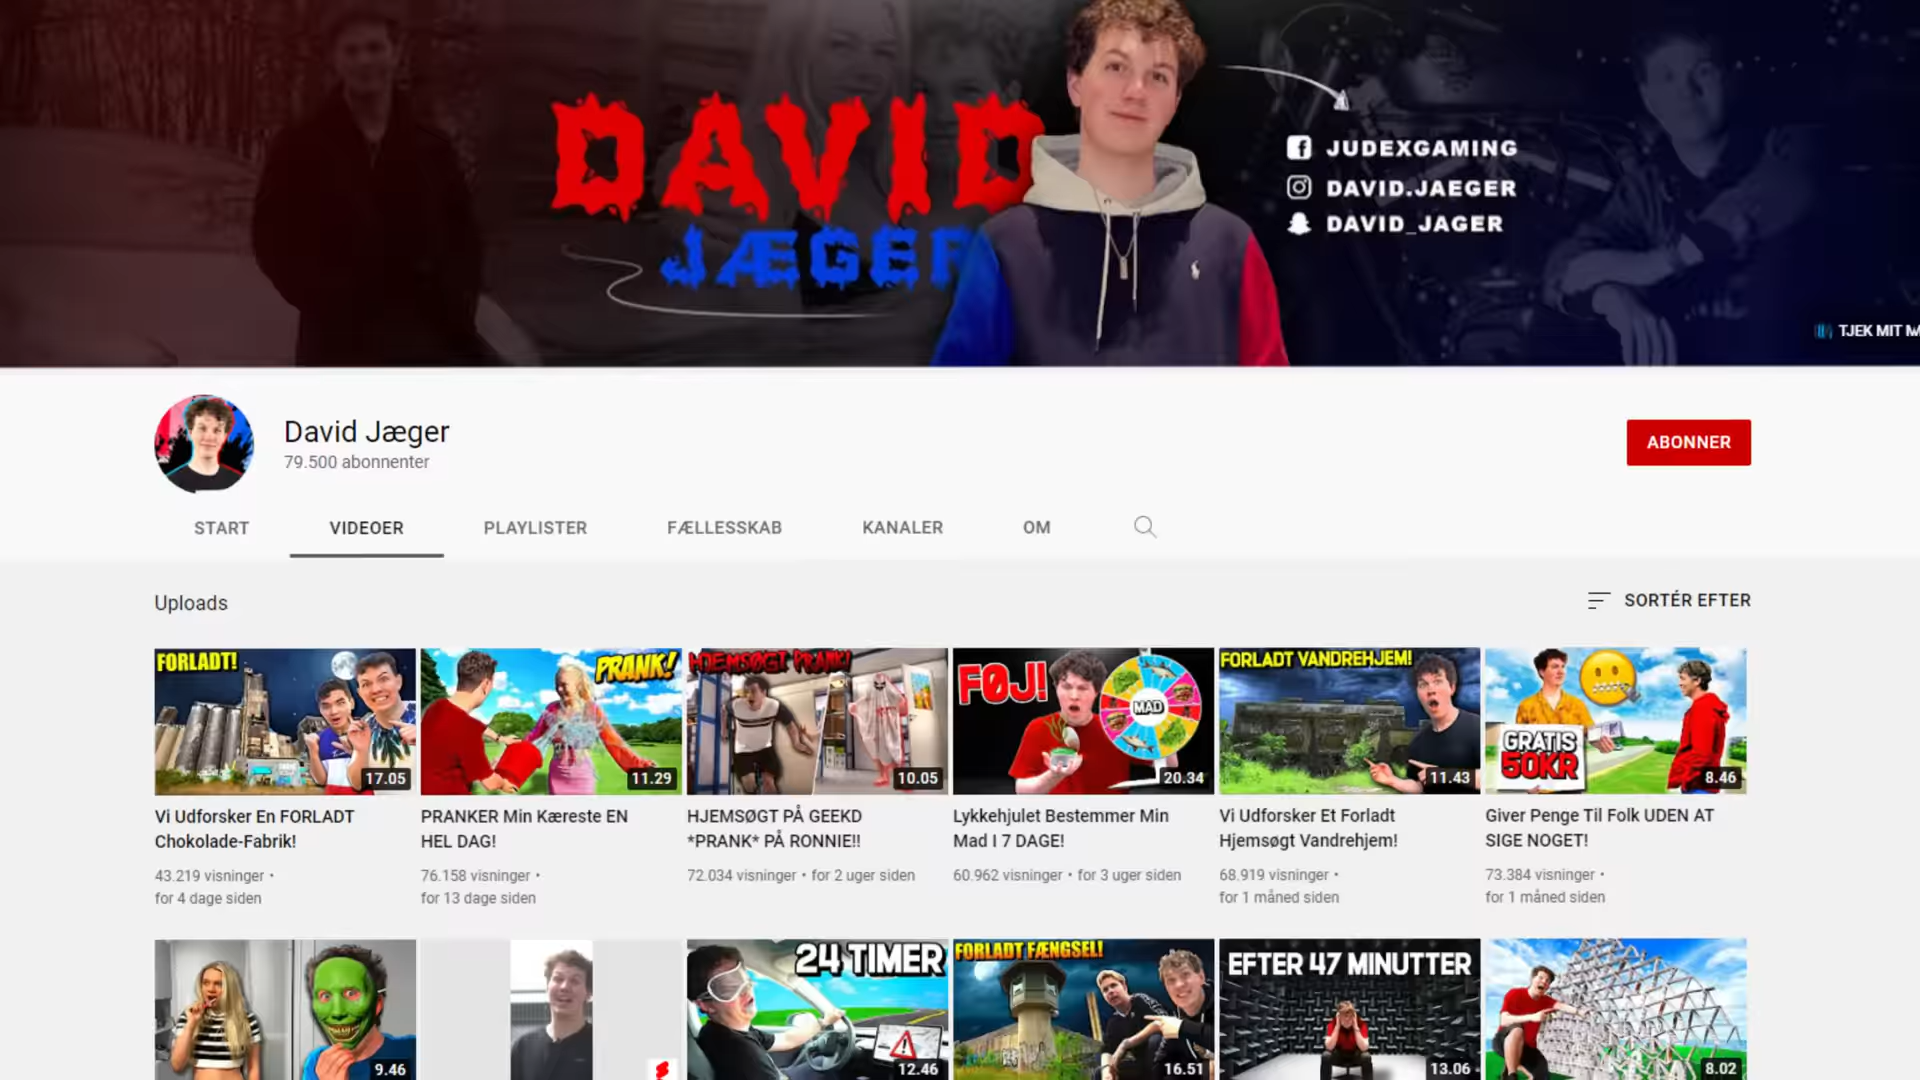 DAVID
JÆGER
JUDEXGAMING
DAVID.JAEGER
DAVID_JAGER
TJEK MIT
David Jæger
79.500 abonnenter
ABONNER
START
VIDEOER
PLAYLISTER
FÆLLESSKAB
KANALER
OM
Uploads
SORTÉR EFTER
FORLADT!
17.05
PRANK!
11.29
HJEMSØGT PRANK!
10.05
FØJ!
MAD
20.34
FORLADT VANDREHJEM!
11.43
GRATIS
50KR
8.46
Vi Udforsker En FORLADT
Chokolade-Fabrik!
43.219 visninger •
for 4 dage siden
PRANKER Min Kæreste EN
HEL DAG!
76.158 visninger •
for 13 dage siden
HJEMSØGT PÅ GEEKD
*PRANK* PÅ RONNIE!!
72.034 visninger • for 2 uger siden
Lykkehjulet Bestemmer Min
Mad I 7 DAGE!
60.962 visninger • for 3 uger siden
Vi Udforsker Et Forladt
Hjemsøgt Vandrehjem!
68.919 visninger •
for 1 måned siden
Giver Penge Til Folk UDEN AT
SIGE NOGET!
73.384 visninger •
for 1 måned siden
9.46
24 TIMER
12.46
FORLADT FÆNGSEL!
16.51
EFTER 47 MINUTTER
13.06
8.02